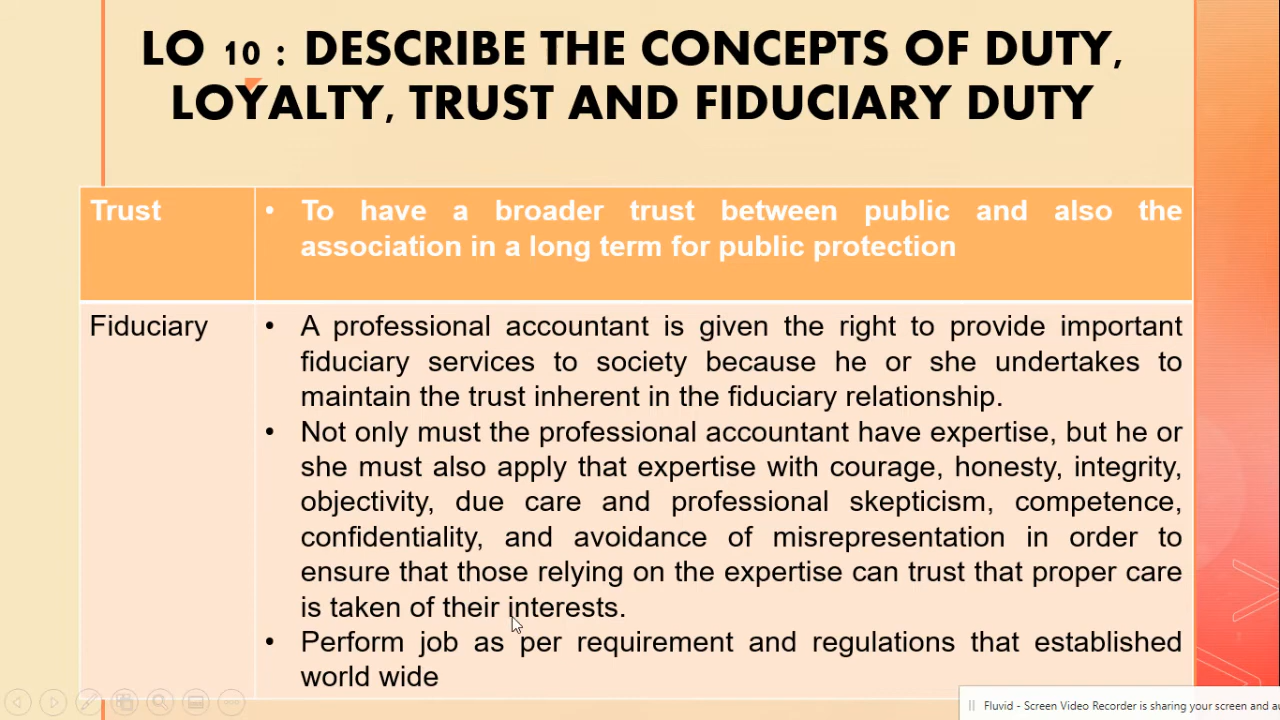 LO 10 : DESCRIBE THE CONCEPTS OF DUTY,
LOYALTY, TRUST AND FIDUCIARY DUTY
Trust
• To have a broader trust between public and also the
association in a long term for public protection
Fiduciary
• A professional accountant is given the right to provide important
fiduciary services to society because he or she undertakes to
maintain the trust inherent in the fiduciary relationship.
• Not only must the professional accountant have expertise, but he or
she must also apply that expertise with courage, honesty, integrity,
objectivity, due care and professional skepticism, competence,
confidentiality, and avoidance of misrepresentation in order to
ensure that those relying on the expertise can trust that proper care
is taken of their interests.
• Perform job as per requirement and regulations that established
world wide
Fluvid - Screen Video Recorder is sharing your screen and